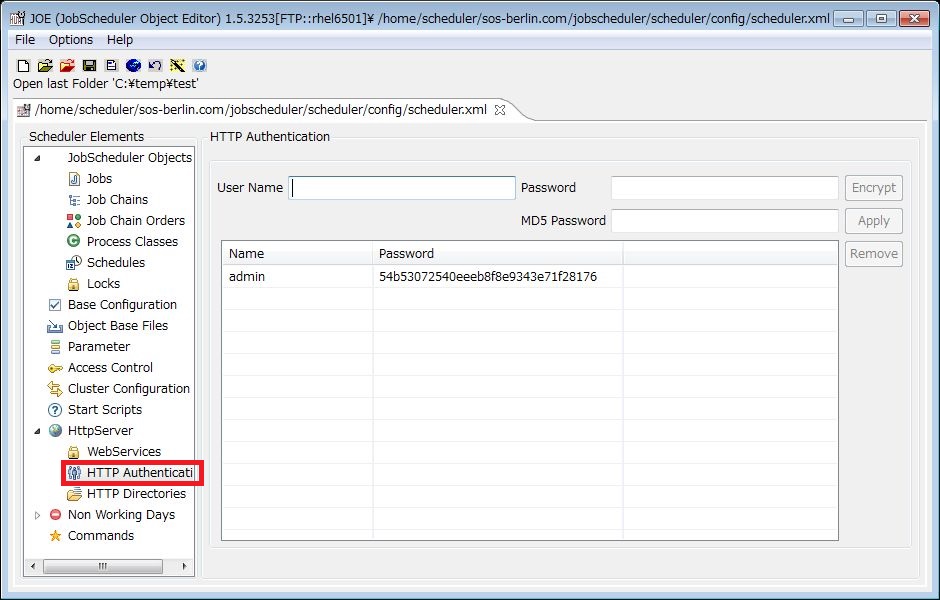 JOE (JobScheduler Object Editor) 1.5.3253[FTP::rhel6501]¥ /home/scheduler/sos-berlin.com/jobscheduler/scheduler/config/scheduler.xml
File Options Help
Open last Folder 'C:¥temp¥test'
/home/scheduler/sos-berlin.com/jobscheduler/scheduler/config/scheduler.xml
Scheduler Elements
JobScheduler Objects
Jobs
Job Chains
Job Chain Orders
Process Classes
Schedules
Locks
Base Configuration
Object Base Files
Parameter
Access Control
Cluster Configuration
Start Scripts
HttpServer
WebServices
HTTP Authenticati
HTTP Directories
Non Working Days
Commands
HTTP Authentication
User Name Password Encrypt
MD5 Password Apply
Name Password Remove
admin 54b53072540eeeb8f8e9343e71f28176